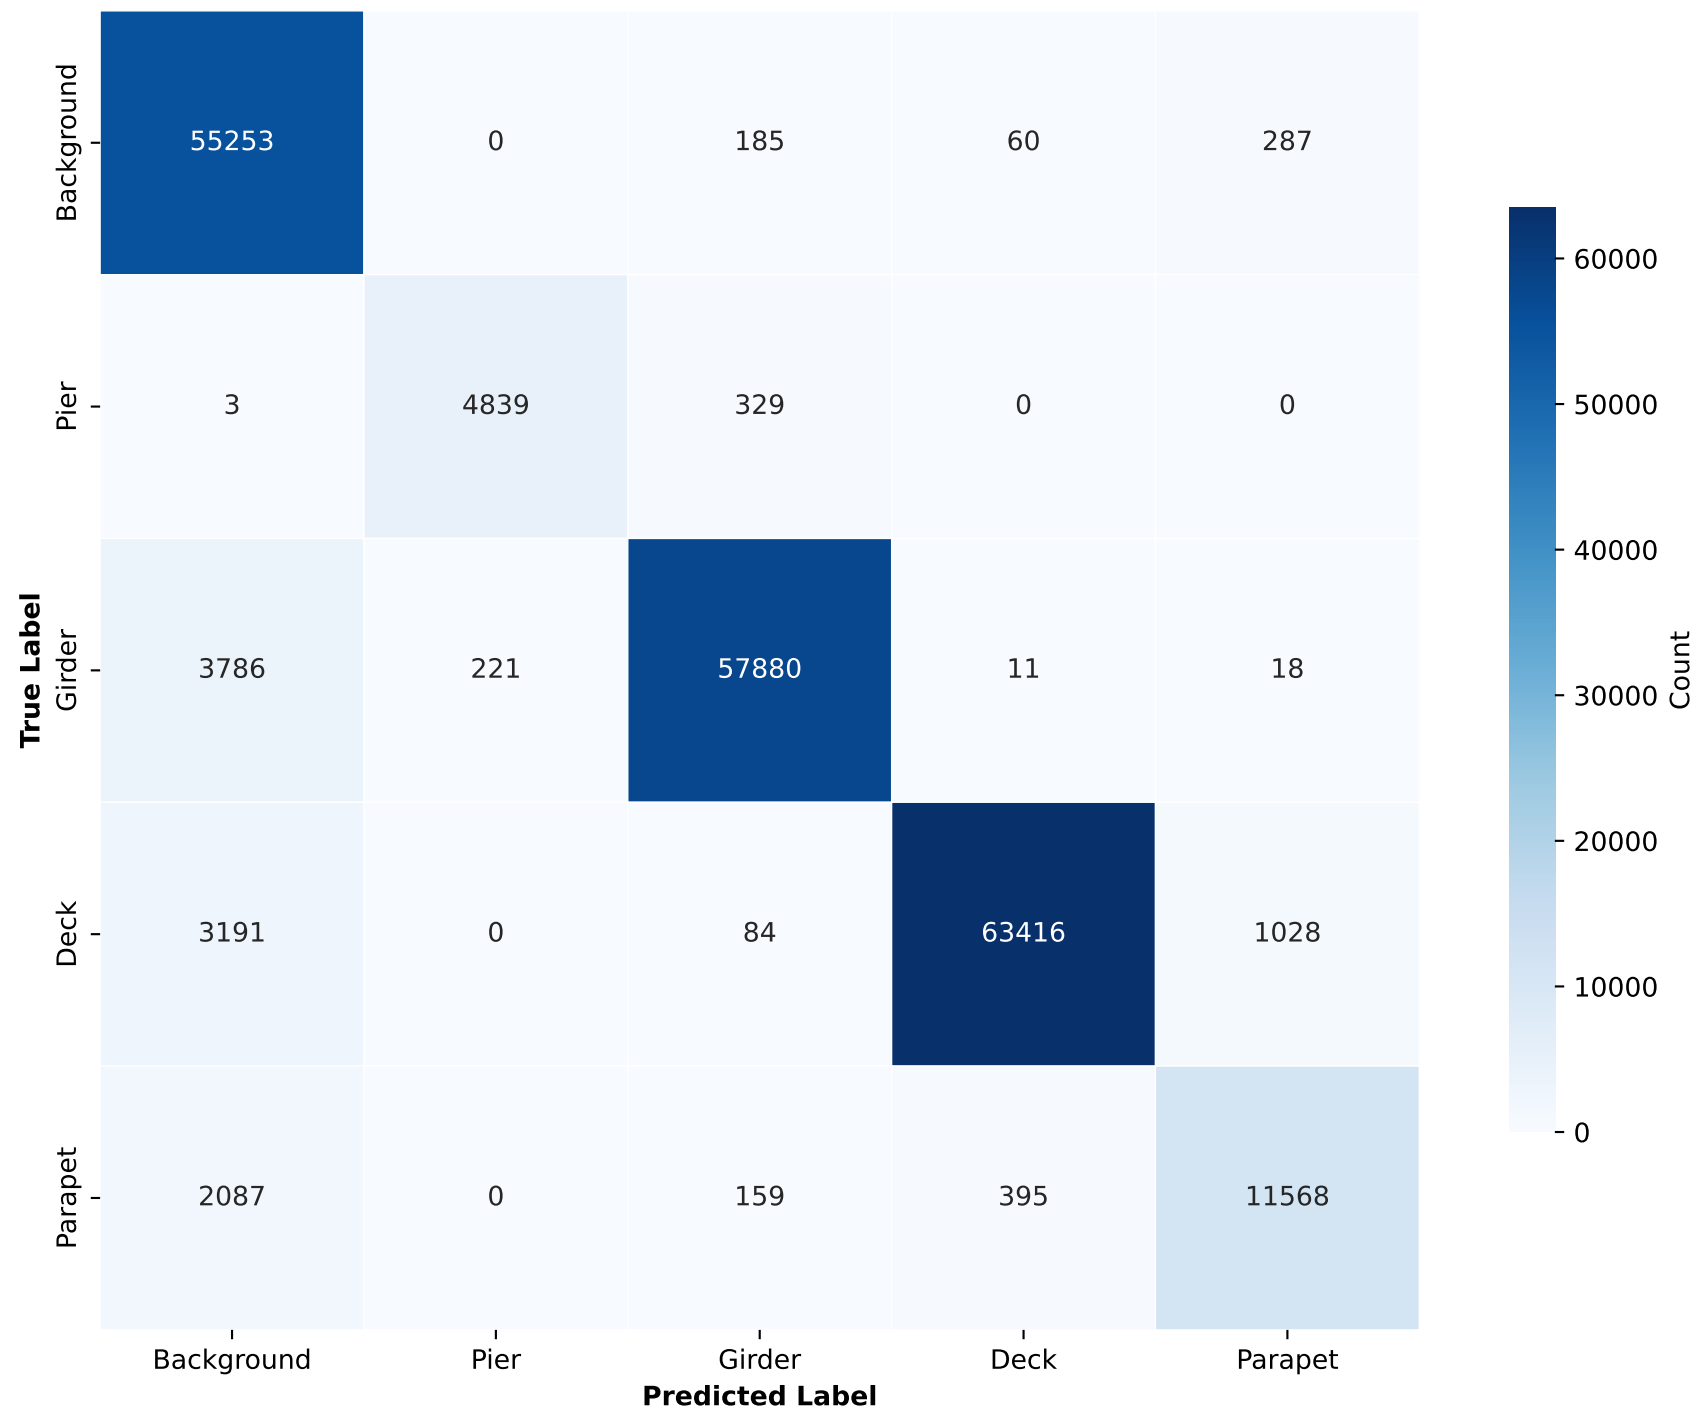 Background 55253 0 185 60 287
Pier 3 4839 329 0 0
Girder 3786 221 57880 11 18
Deck 3191 0 84 63416 1028
Parapet 2087 0 159 395 11568
True Label
Background Pier Girder Deck Parapet
Predicted Label
60000
50000
40000
30000
20000
10000
0
Count